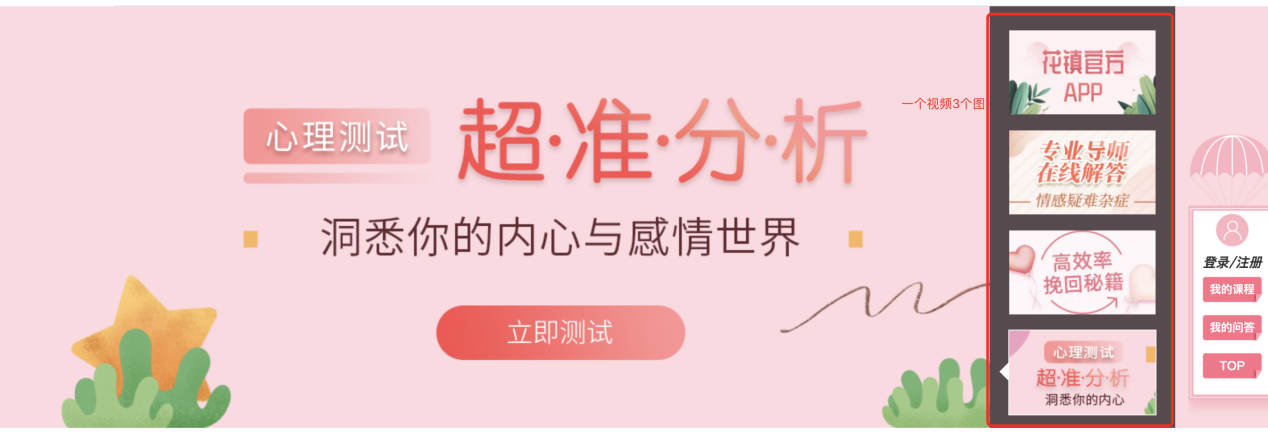 心理测试
超·准·分·析
洞悉你的内心与感情世界
立即测试
一个视频3个图
花镇官方
APP
专业导师
在线解答
情感疑难杂症
高效率
挽回秘籍
心理测试
超·准·分·析
洞悉你的内心
登录/注册
我的课程
我的问答
TOP